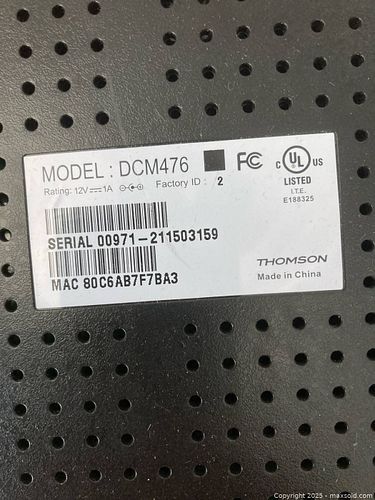 MODEL : DCM476
FC
C UL US
Rating: 12V 1A Factory ID : 2
LISTED
I.T.E.
E188325
SERIAL 00971-211503159
THOMSON
MAC 80C6AB7F7BA3
Made in China
Copyright 2025 - maxsold.com